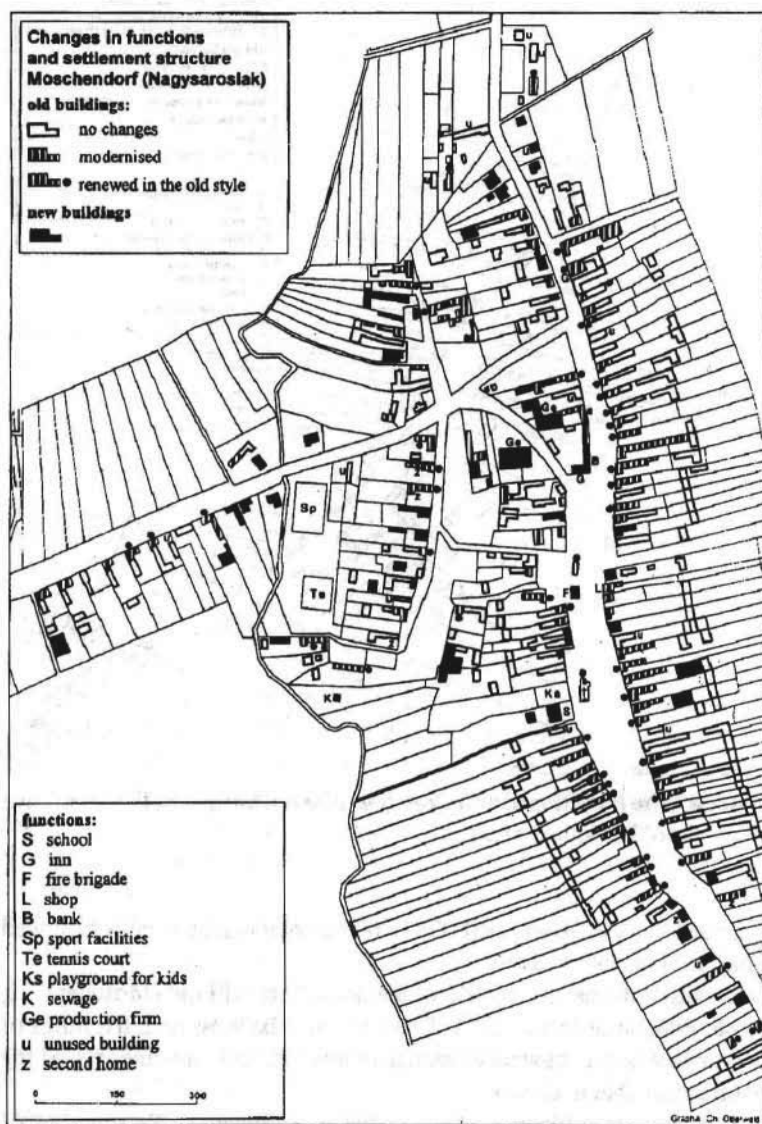 Changes in functions
and settlement structure
Moschendorf (Nagysaroslak)
old buildings:
no changes
modernised
renewed in the old style
new buildings
u
u
Ge
Ge
B
u
z
z
Sp
Te
F
L
z
K
Ks
S
u
u
u
z
z
functions:
S school
G inn
F fire brigade
L shop
B bank
Sp sport facilities
Te tennis court
Ks playground for kids
K sewage
Ge production firm
u unused building
z second home
0 150 300
Ch.